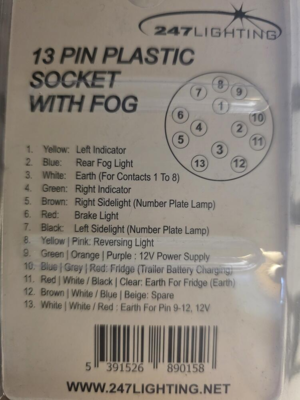 247LIGHTING
13 PIN PLASTIC
SOCKET
WITH FOG
8
7
9
1
6
10
4
2
5
11
3
13
12
1. Yellow: Left Indicator
2. Blue: Rear Fog Light
3. White: Earth (For Contacts 1 To 8)
4. Green: Right Indicator
5. Brown: Right Sidelight (Number Plate Lamp)
6. Red: Brake Light
7. Black: Left Sidelight (Number Plate Lamp)
8. Yellow | Pink: Reversing Light
9. Green | Orange | Purple : 12V Power Supply
10. Blue | Grey | Red: Fridge (Trailer Battery Charging)
11. Red | White / Black | Clear: Earth For Fridge (Earth)
12. Brown | White / Blue | Beige: Spare
13. White | White / Red : Earth For Pin 9-12, 12V
5 391526 890158
WWW.247LIGHTING.NET